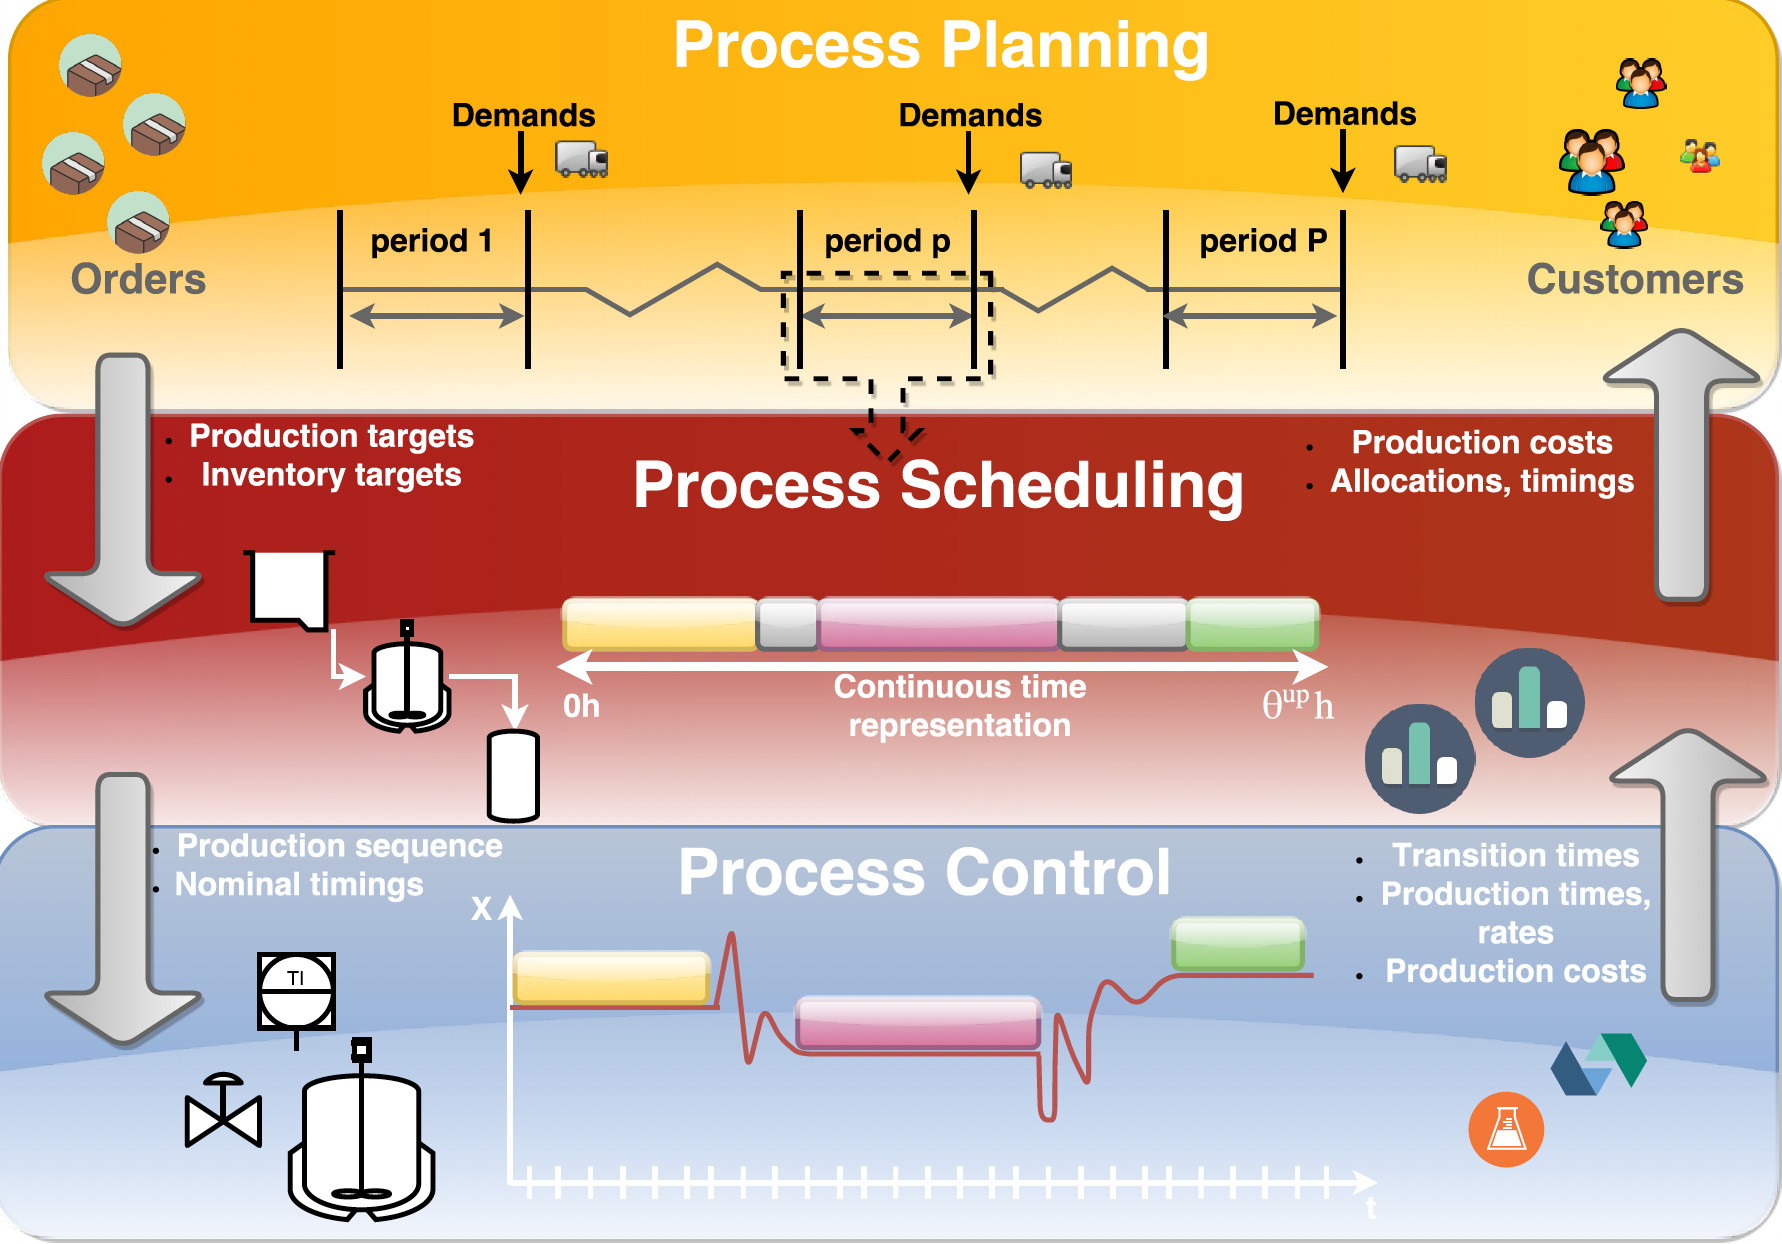 Process Planning
Demands
Demands
Demands
period 1
period p
period P
Orders
Customers
• Production targets
• Inventory targets
• Production costs
• Allocations, timings
Process Scheduling
0h
Continuous time
representation
θ^up h
• Production sequence
• Nominal timings
Process Control
• Transition times
• Production times,
rates
• Production costs
X
TI
t